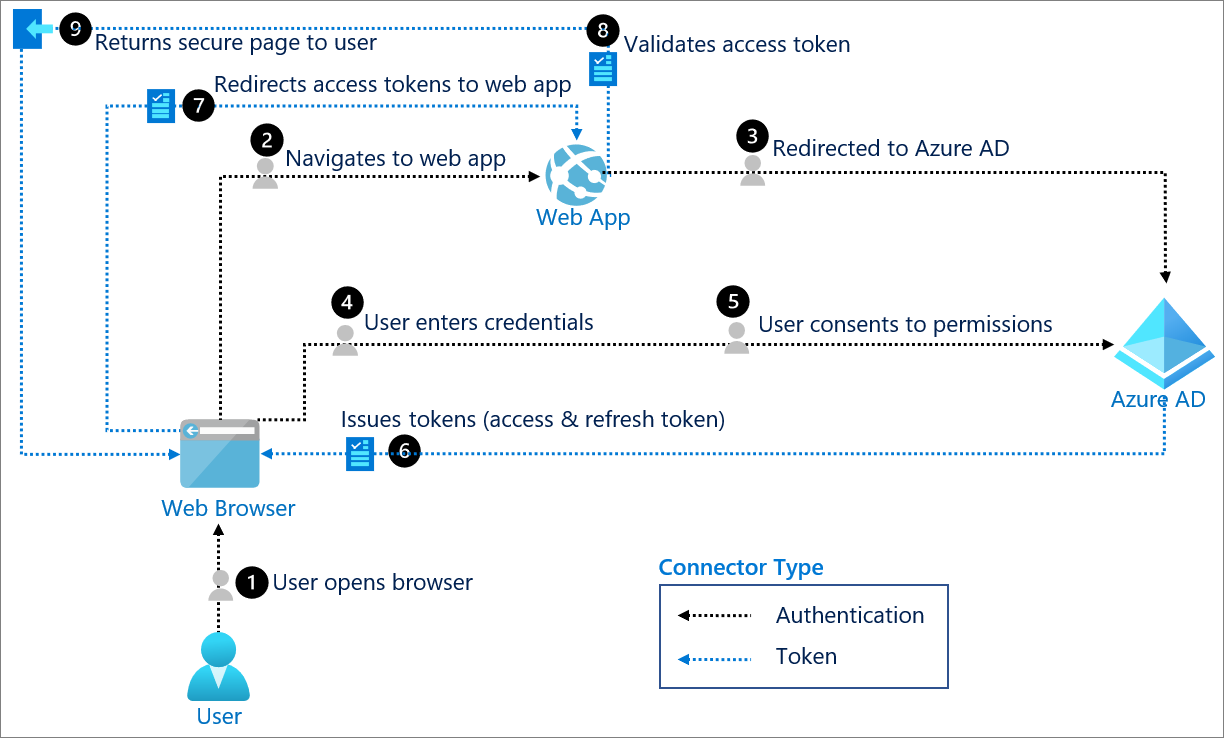 9
Returns secure page to user
8
Validates access token
7
Redirects access tokens to web app
2
Navigates to web app
3
Redirected to Azure AD
Web App
4
User enters credentials
5
User consents to permissions
Azure AD
Issues tokens (access & refresh token)
6
Web Browser
1
User opens browser
User
Connector Type
Authentication
Token